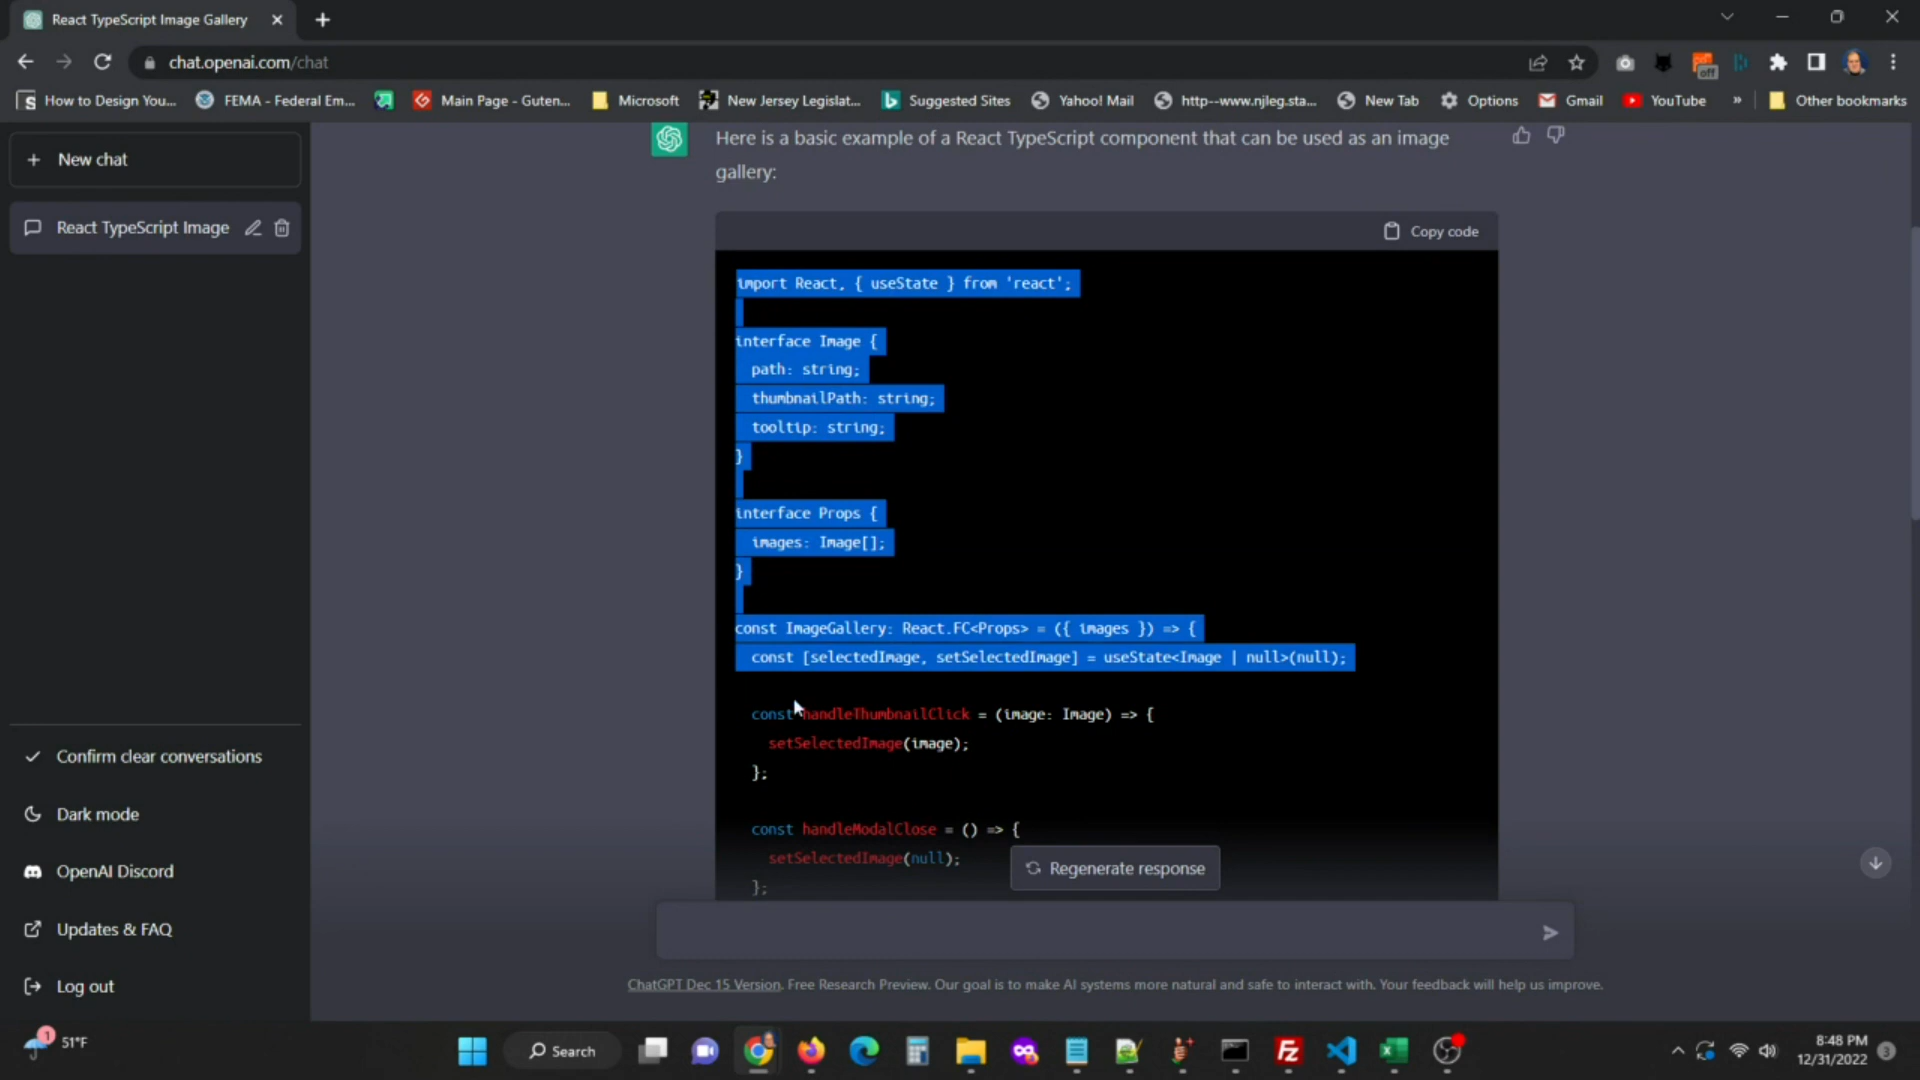 React TypeScript Image Gallery
chat.openai.com/chat
off
How to Design You...
FEMA - Federal Em...
Main Page - Guten...
Microsoft
New Jersey Legislat...
Suggested Sites
Yahoo! Mail
http--www.njleg.sta...
New Tab
Options
Gmail
YouTube
»
Other bookmarks
+ New chat
React TypeScript Image
Here is a basic example of a React TypeScript component that can be used as an image
gallery:
Copy code
import React, { useState } from 'react';
interface Image {
path: string;
thumbnailPath: string;
tooltip: string;
}
interface Props {
images: Image[];
}
const ImageGallery: React.FC<Props> = ({ images }) => {
const [selectedImage, setSelectedImage] = useState<Image | null>(null);
const handleThumbnailClick = (image: Image) => {
setSelectedImage(image);
};
const handleModalClose = () => {
setSelectedImage(null);
};
Regenerate response
Confirm clear conversations
Dark mode
OpenAI Discord
Updates & FAQ
Log out
ChatGPT Dec 15 Version. Free Research Preview. Our goal is to make AI systems more natural and safe to interact with. Your feedback will help us improve.
1
51°F
Search
8:48 PM
12/31/2022
3